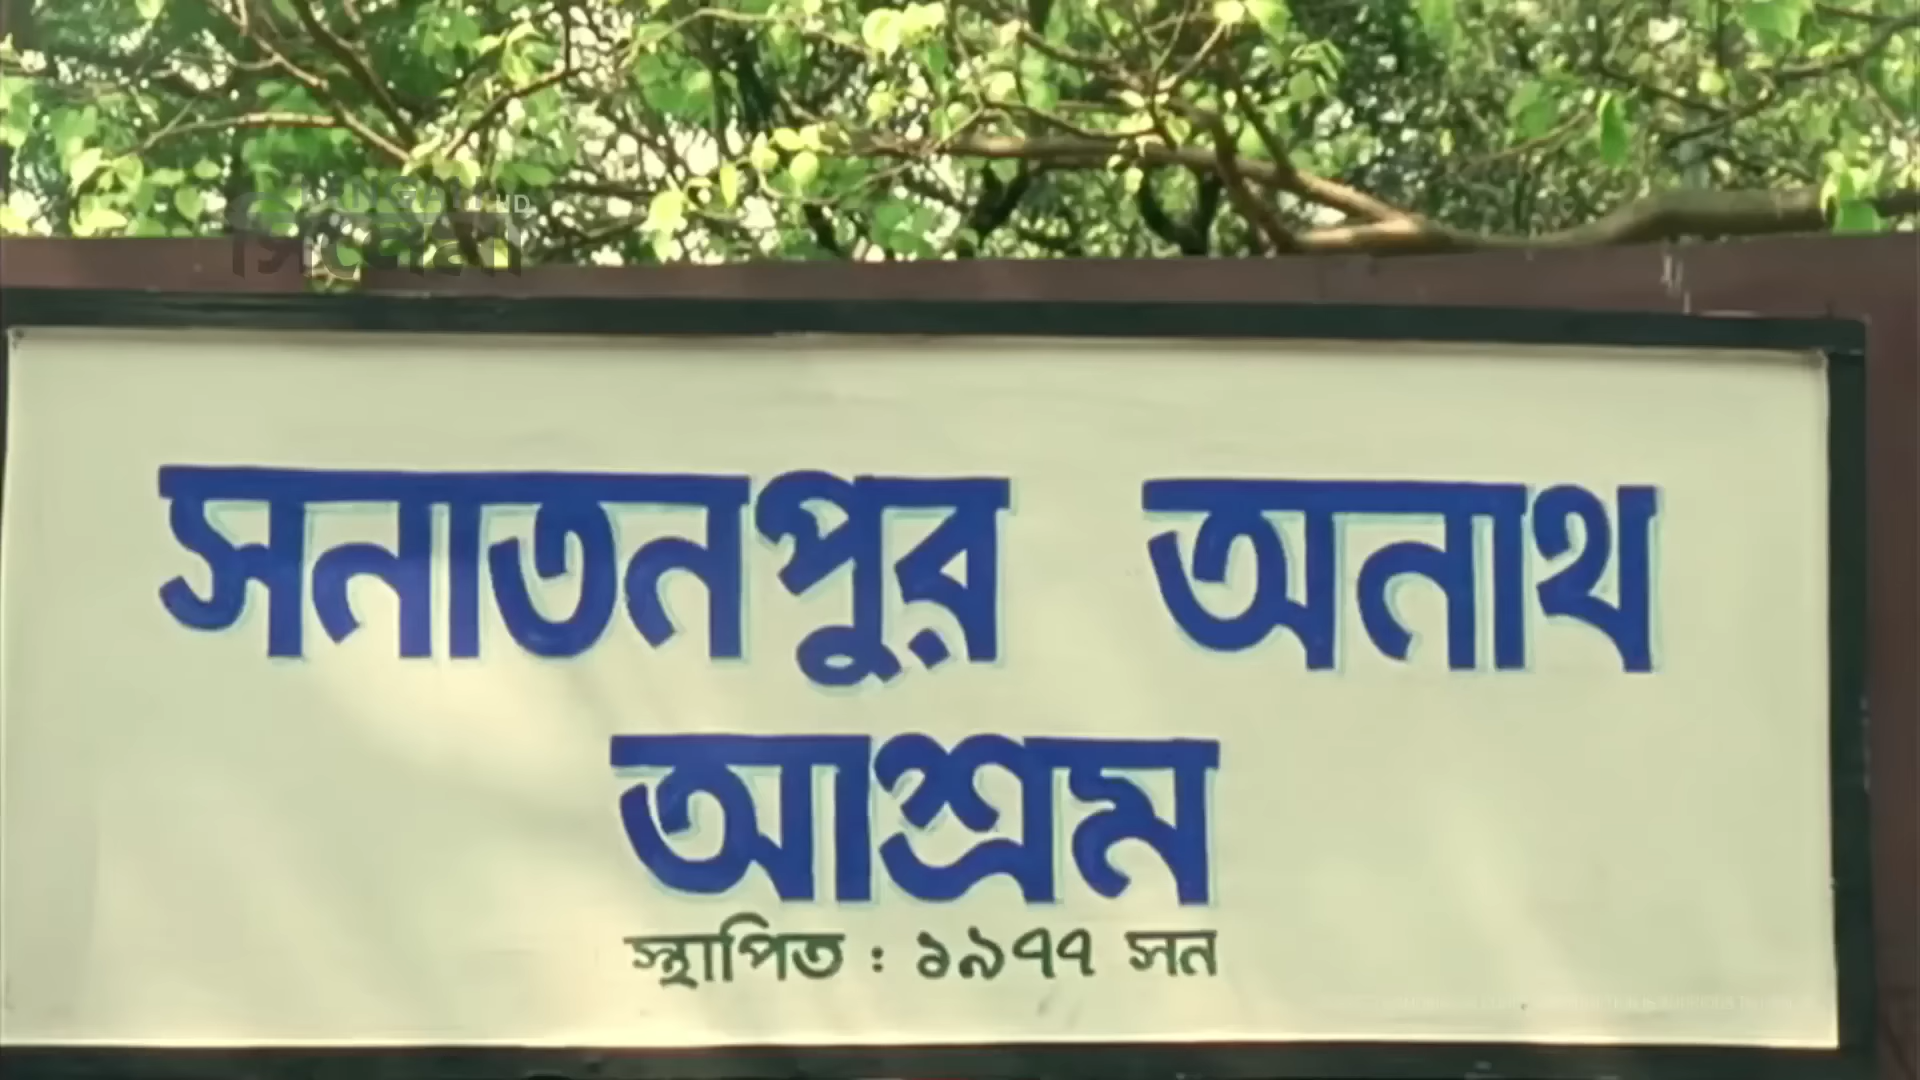 সনাতনপুর অনাথ
আশ্রম
স্থাপিত : ১৯৭৭ সন